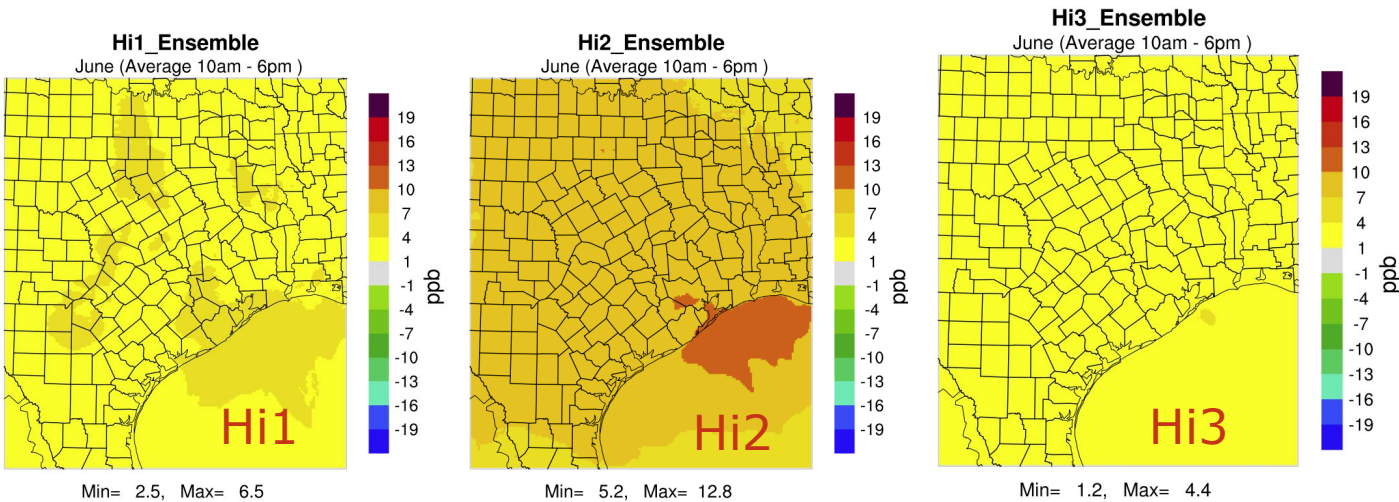 Hi1_Ensemble
June (Average 10am - 6pm )
19
16
13
10
7
4
1
-1
-4
-7
-10
-13
-16
-19
ppb
Hi1
Min= 2.5, Max= 6.5
Hi2_Ensemble
June (Average 10am - 6pm )
19
16
13
10
7
4
1
-1
-4
-7
-10
-13
-16
-19
ppb
Hi2
Min= 5.2, Max= 12.8
Hi3_Ensemble
June (Average 10am - 6pm )
19
16
13
10
7
4
1
-1
-4
-7
-10
-13
-16
-19
ppb
Hi3
Min= 1.2, Max= 4.4